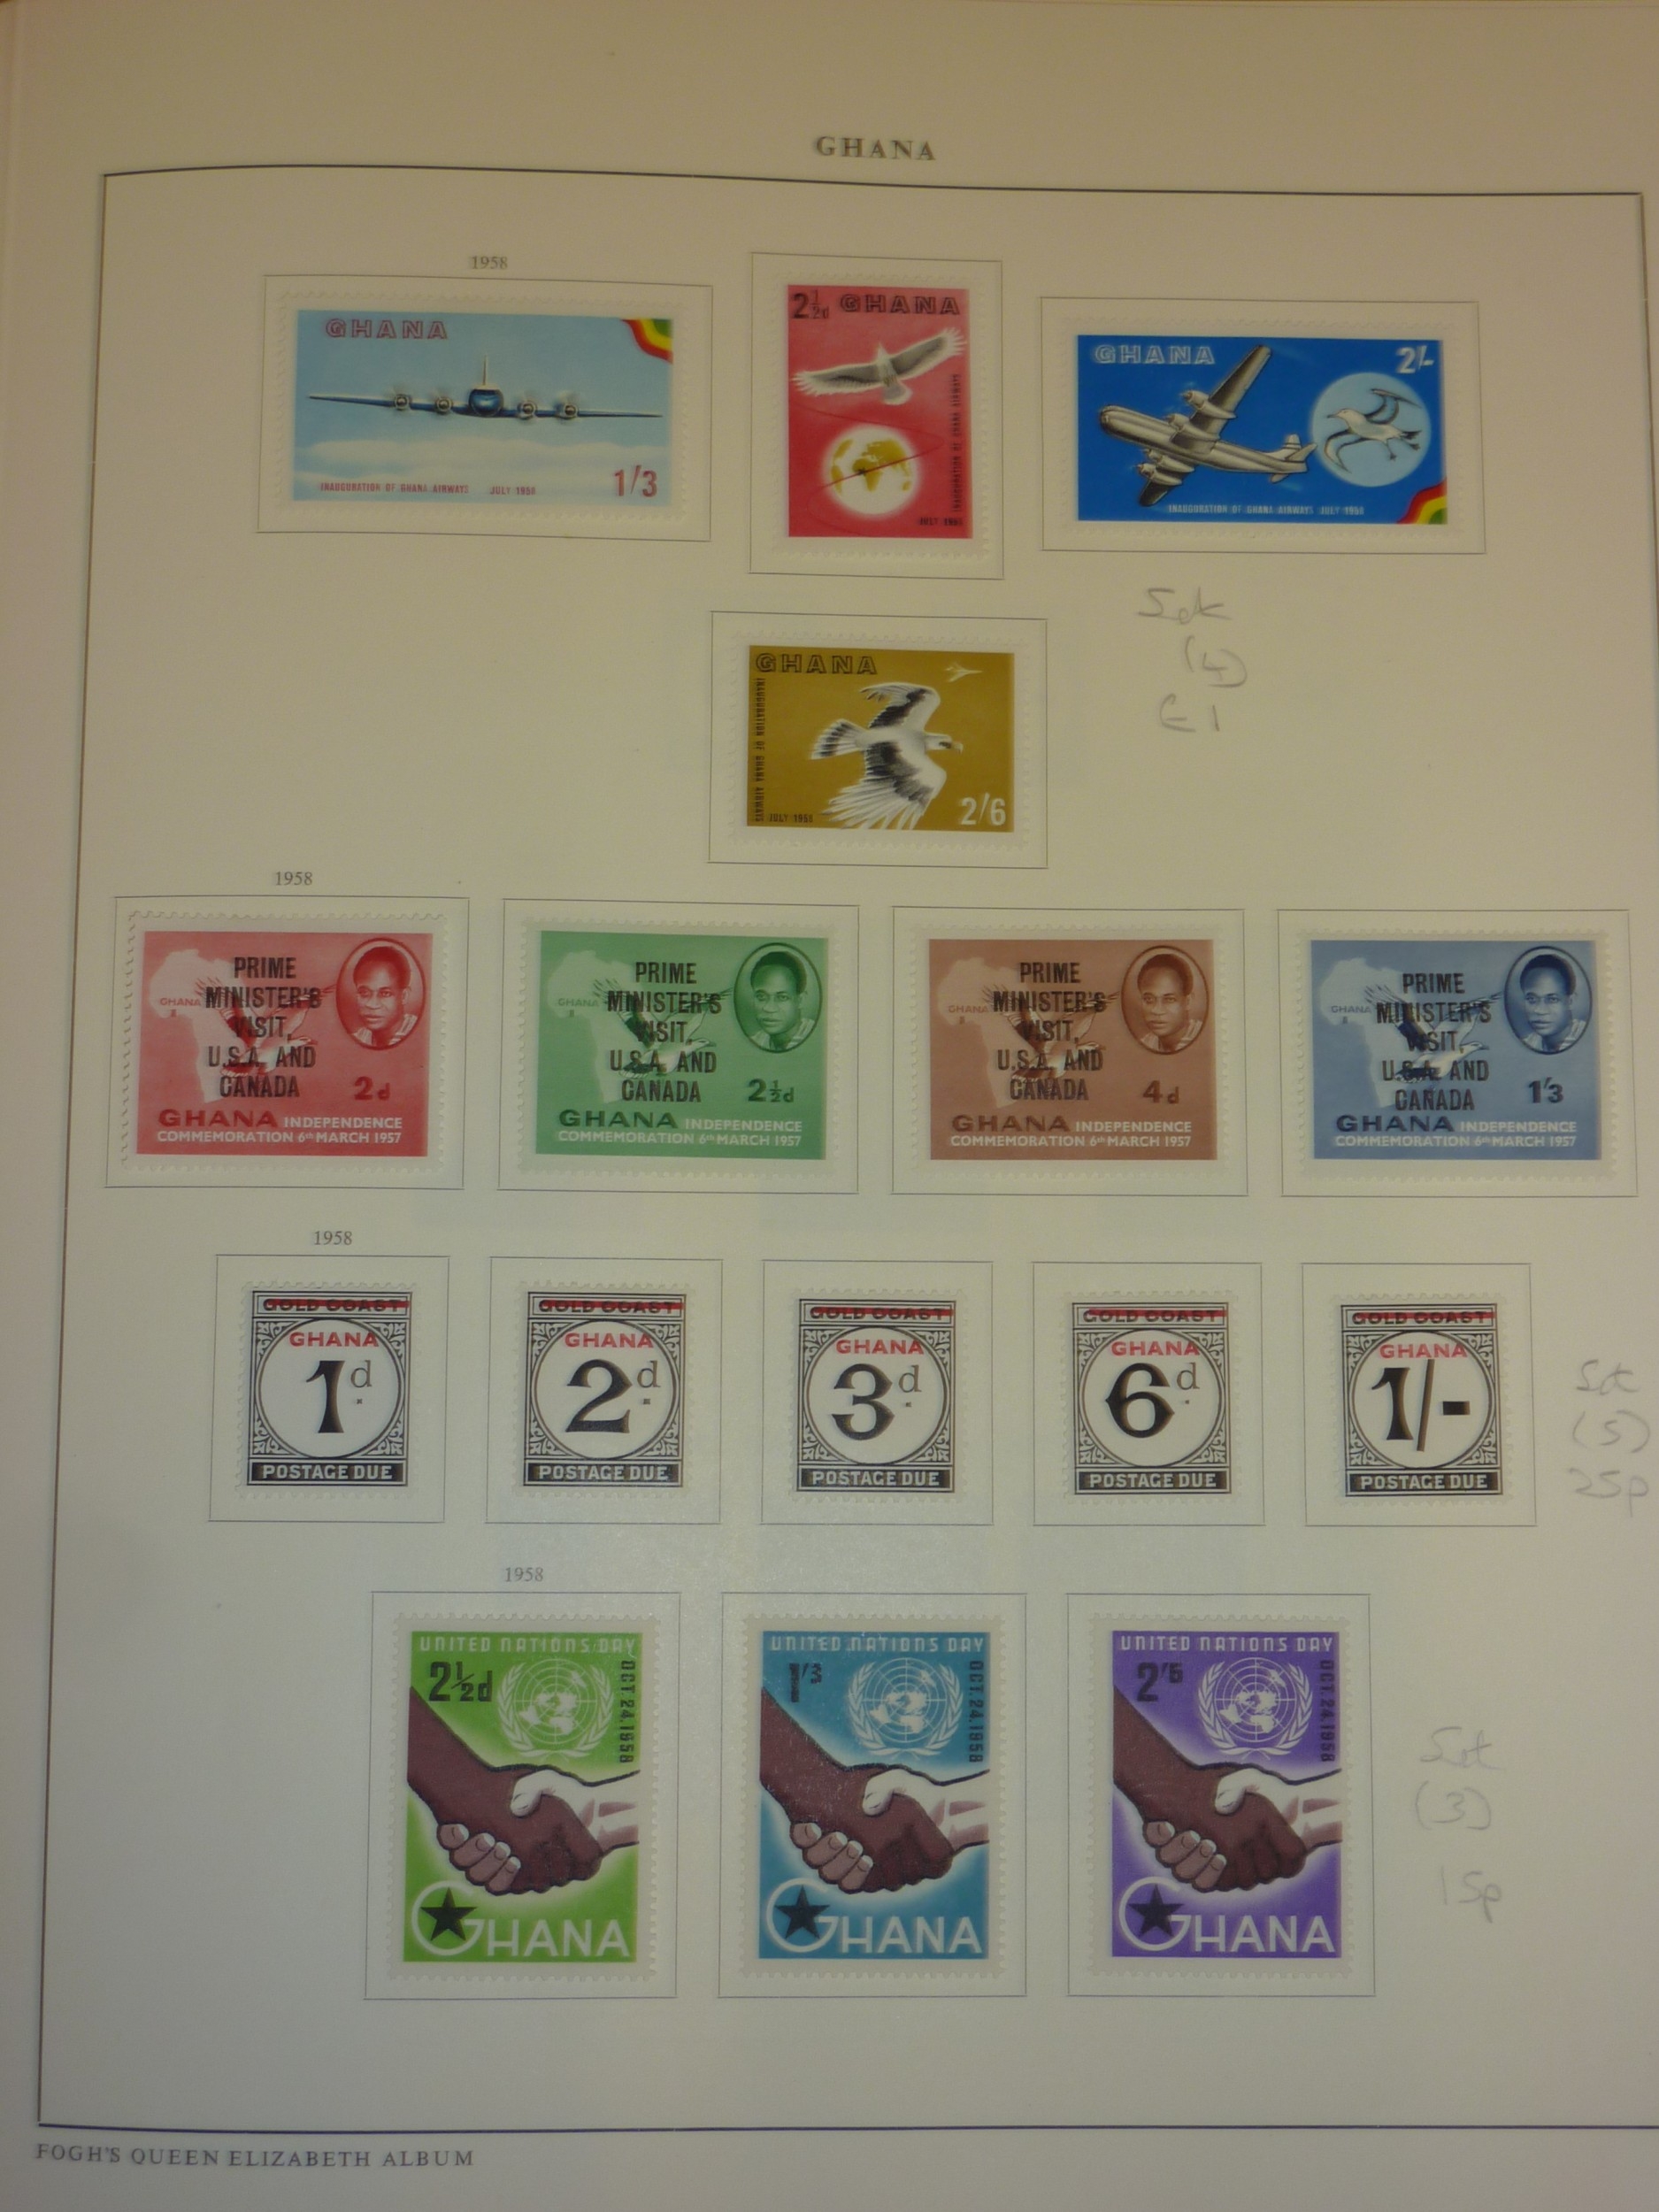 GHANA
1958
GHANA
INAUGURATION OF GHANA AIRWAYS JULY 1958
1/3
2½d GHANA
INAUGURATION OF GHANA AIRWAYS
JULY 1958
GHANA
2/-
INAUGURATION OF GHANA AIRWAYS JULY 1958
Set
(4)
£1
GHANA
INAUGURATION OF GHANA AIRWAYS
JULY 1958
2/6
1958
PRIME
MINISTER'S
VISIT,
U.S.A. AND
CANADA
GHANA
2d
GHANA INDEPENDENCE
COMMEMORATION 6th MARCH 1957
PRIME
MINISTER'S
VISIT,
U.S.A. AND
CANADA
GHANA
2½d
GHANA INDEPENDENCE
COMMEMORATION 6th MARCH 1957
PRIME
MINISTER'S
VISIT,
U.S.A. AND
CANADA
GHANA
4d
GHANA INDEPENDENCE
COMMEMORATION 6th MARCH 1957
PRIME
MINISTER'S
VISIT,
U.S.A. AND
CANADA
GHANA
1'3
GHANA INDEPENDENCE
COMMEMORATION 6th MARCH 1957
1958
GOLD COAST
GHANA
1d
POSTAGE DUE
GOLD COAST
GHANA
2d
POSTAGE DUE
GOLD COAST
GHANA
3d
POSTAGE DUE
GOLD COAST
GHANA
6d
POSTAGE DUE
GOLD COAST
GHANA
1/-
POSTAGE DUE
Set
(5)
25p
1958
UNITED NATIONS DAY
2½d
OCT. 24. 1958
GHANA
UNITED NATIONS DAY
1'3
OCT. 24. 1958
GHANA
UNITED NATIONS DAY
2'6
OCT. 24. 1958
GHANA
Set
(3)
15p
FOGH'S QUEEN ELIZABETH ALBUM